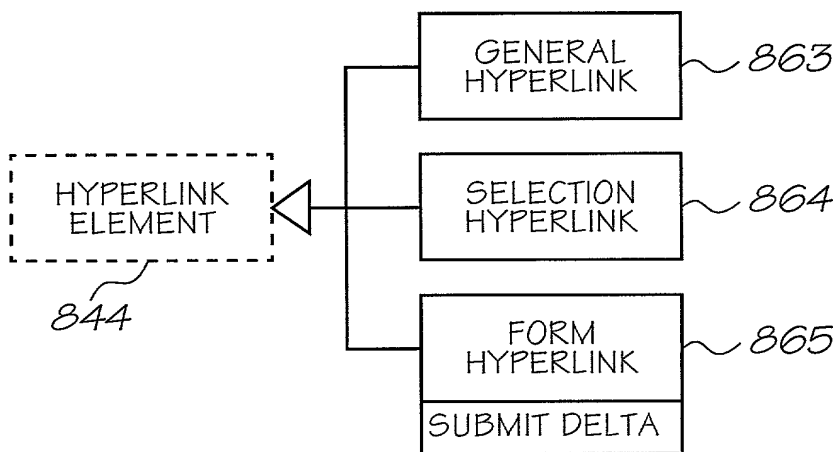 GENERAL
HYPERLINK
863
HYPERLINK
ELEMENT
844
SELECTION
HYPERLINK
864
FORM
HYPERLINK
865
SUBMIT DELTA